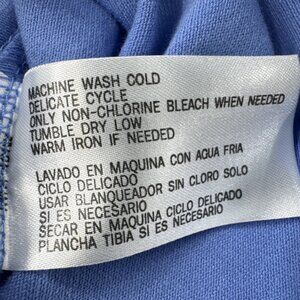 MACHINE WASH COLD
DELICATE CYCLE
ONLY NON-CHLORINE BLEACH WHEN NEEDED
TUMBLE DRY LOW
WARM IRON IF NEEDED
LAVADO EN MAQUINA CON AGUA FRIA
CICLO DELICADO
USAR BLANQUEADOR SIN CLORO SOLO
SI ES NECESARIO
SECAR EN MAQUINA CICLO DELICADO
PLANCHA TIBIA SI ES NECESARIO